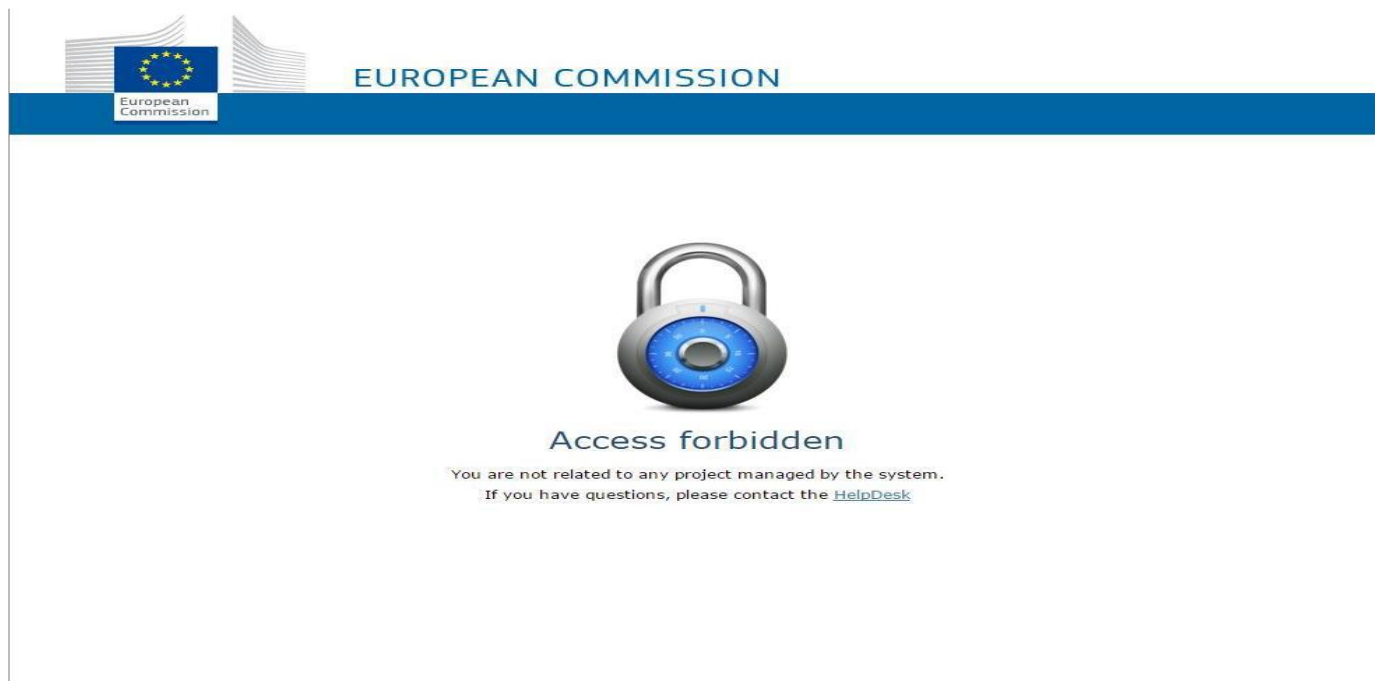 EUROPEAN COMMISSION
European
Commission
Access forbidden
You are not related to any project managed by the system.
If you have questions, please contact the HelpDesk